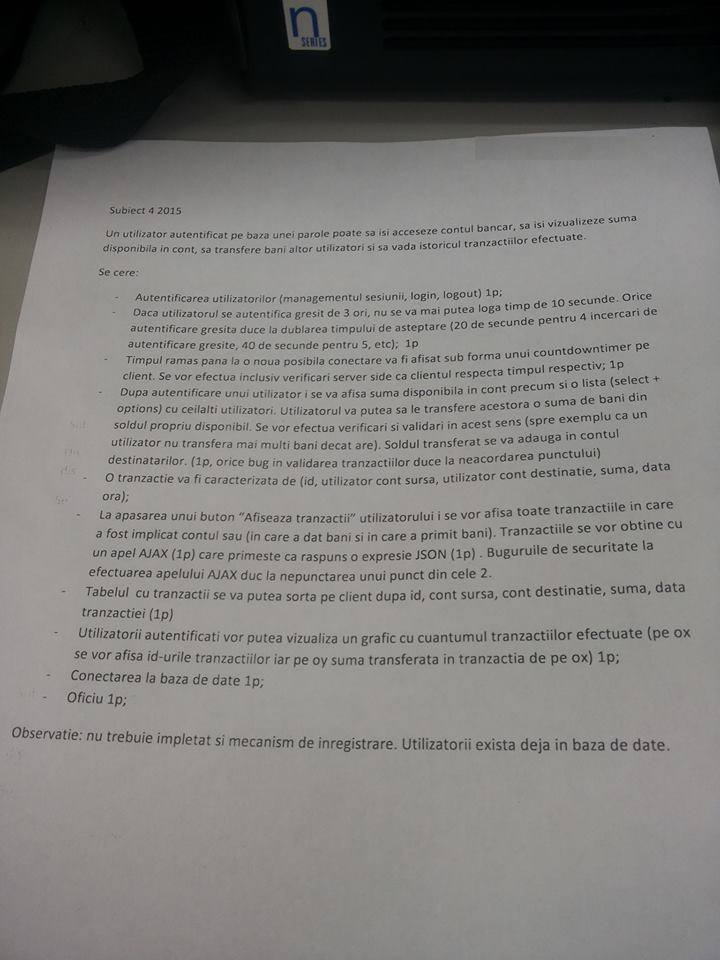 n
SERIES
Subiect 4 2015
Un utilizator autentificat pe baza unei parole poate sa isi acceseze contul bancar, sa isi vizualizeze suma
disponibila in cont, sa transfere bani altor utilizatori si sa vada istoricul tranzactiilor efectuate.
Se cere:
- Autentificarea utilizatorilor (managementul sesiunii, login, logout) 1p;
- Daca utilizatorul se autentifica gresit de 3 ori, nu se va mai putea loga timp de 10 secunde. Orice
autentificare gresita duce la dublarea timpului de asteptare (20 de secunde pentru 4 incercari de
autentificare gresite, 40 de secunde pentru 5, etc); 1p
- Timpul ramas pana la o noua posibila conectare va fi afisat sub forma unui countdowntimer pe
client. Se vor efectua inclusiv verificari server side ca clientul respecta timpul respectiv; 1p
- Dupa autentificare unui utilizator i se va afisa suma disponibila in cont precum si o lista (select +
options) cu ceilalti utilizatori. Utilizatorul va putea sa le transfere acestora o suma de bani din
soldul propriu disponibil. Se vor efectua verificari si validari in acest sens (spre exemplu ca un
utilizator nu transfera mai multi bani decat are). Soldul transferat se va adauga in contul
destinatarilor. (1p, orice bug in validarea tranzactiilor duce la neacordarea punctului)
- O tranzactie va fi caracterizata de (id, utilizator cont sursa, utilizator cont destinatie, suma, data
ora);
- La apasarea unui buton “Afiseaza tranzactii” utilizatorului i se vor afisa toate tranzactiile in care
a fost implicat contul sau (in care a dat bani si in care a primit bani). Tranzactiile se vor obtine cu
un apel AJAX (1p) care primeste ca raspuns o expresie JSON (1p) . Buguruile de securitate la
efectuarea apelului AJAX duc la nepunctarea unui punct din cele 2.
- Tabelul cu tranzactii se va putea sorta pe client dupa id, cont sursa, cont destinatie, suma, data
tranzactiei (1p)
- Utilizatorii autentificati vor putea vizualiza un grafic cu cuantumul tranzactiilor efectuate (pe ox
se vor afisa id-urile tranzactiilor iar pe oy suma transferata in tranzactia de pe ox) 1p;
- Conectarea la baza de date 1p;
- Oficiu 1p;
Observatie: nu trebuie impletat si mecanism de inregistrare. Utilizatorii exista deja in baza de date.